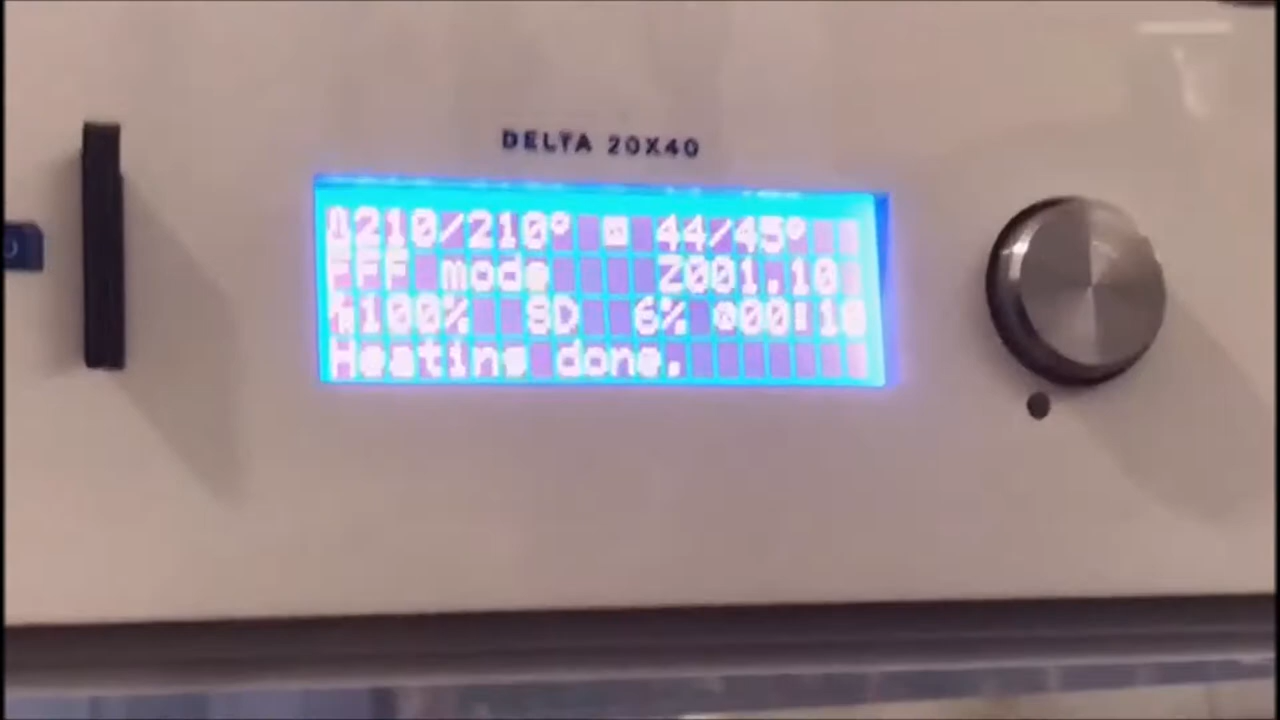 DELTA 20X40
210/210° 44/45°
FFF mode Z001.10
100% SD 6% 00:10
Heating done.